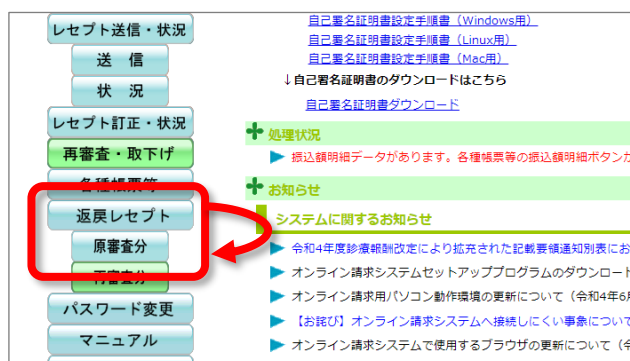 レセプト送信・状況
送 信
状 況
レセプト訂正・状況
再審査・取下げ
各種帳票等
返戻レセプト
原審査分
再審査分
パスワード変更
マニュアル
自己署名証明書設定手順書（Windows用）
自己署名証明書設定手順書（Linux用）
自己署名証明書設定手順書（Mac用）
↓自己署名証明書のダウンロードはこちら
自己署名証明書ダウンロード
処理状況
振込額明細データがあります。各種帳票等の振込額明細ボタンか
お知らせ
システムに関するお知らせ
令和4年度診療報酬改定により拡充された記載要領通知別表にお
オンライン請求システムセットアッププログラムのダウンロード
オンライン請求用パソコン動作環境の更新について（令和4年6月
【お詫び】オンライン請求システムへ接続しにくい事象について
オンライン請求システムで使用するブラウザの更新について（令